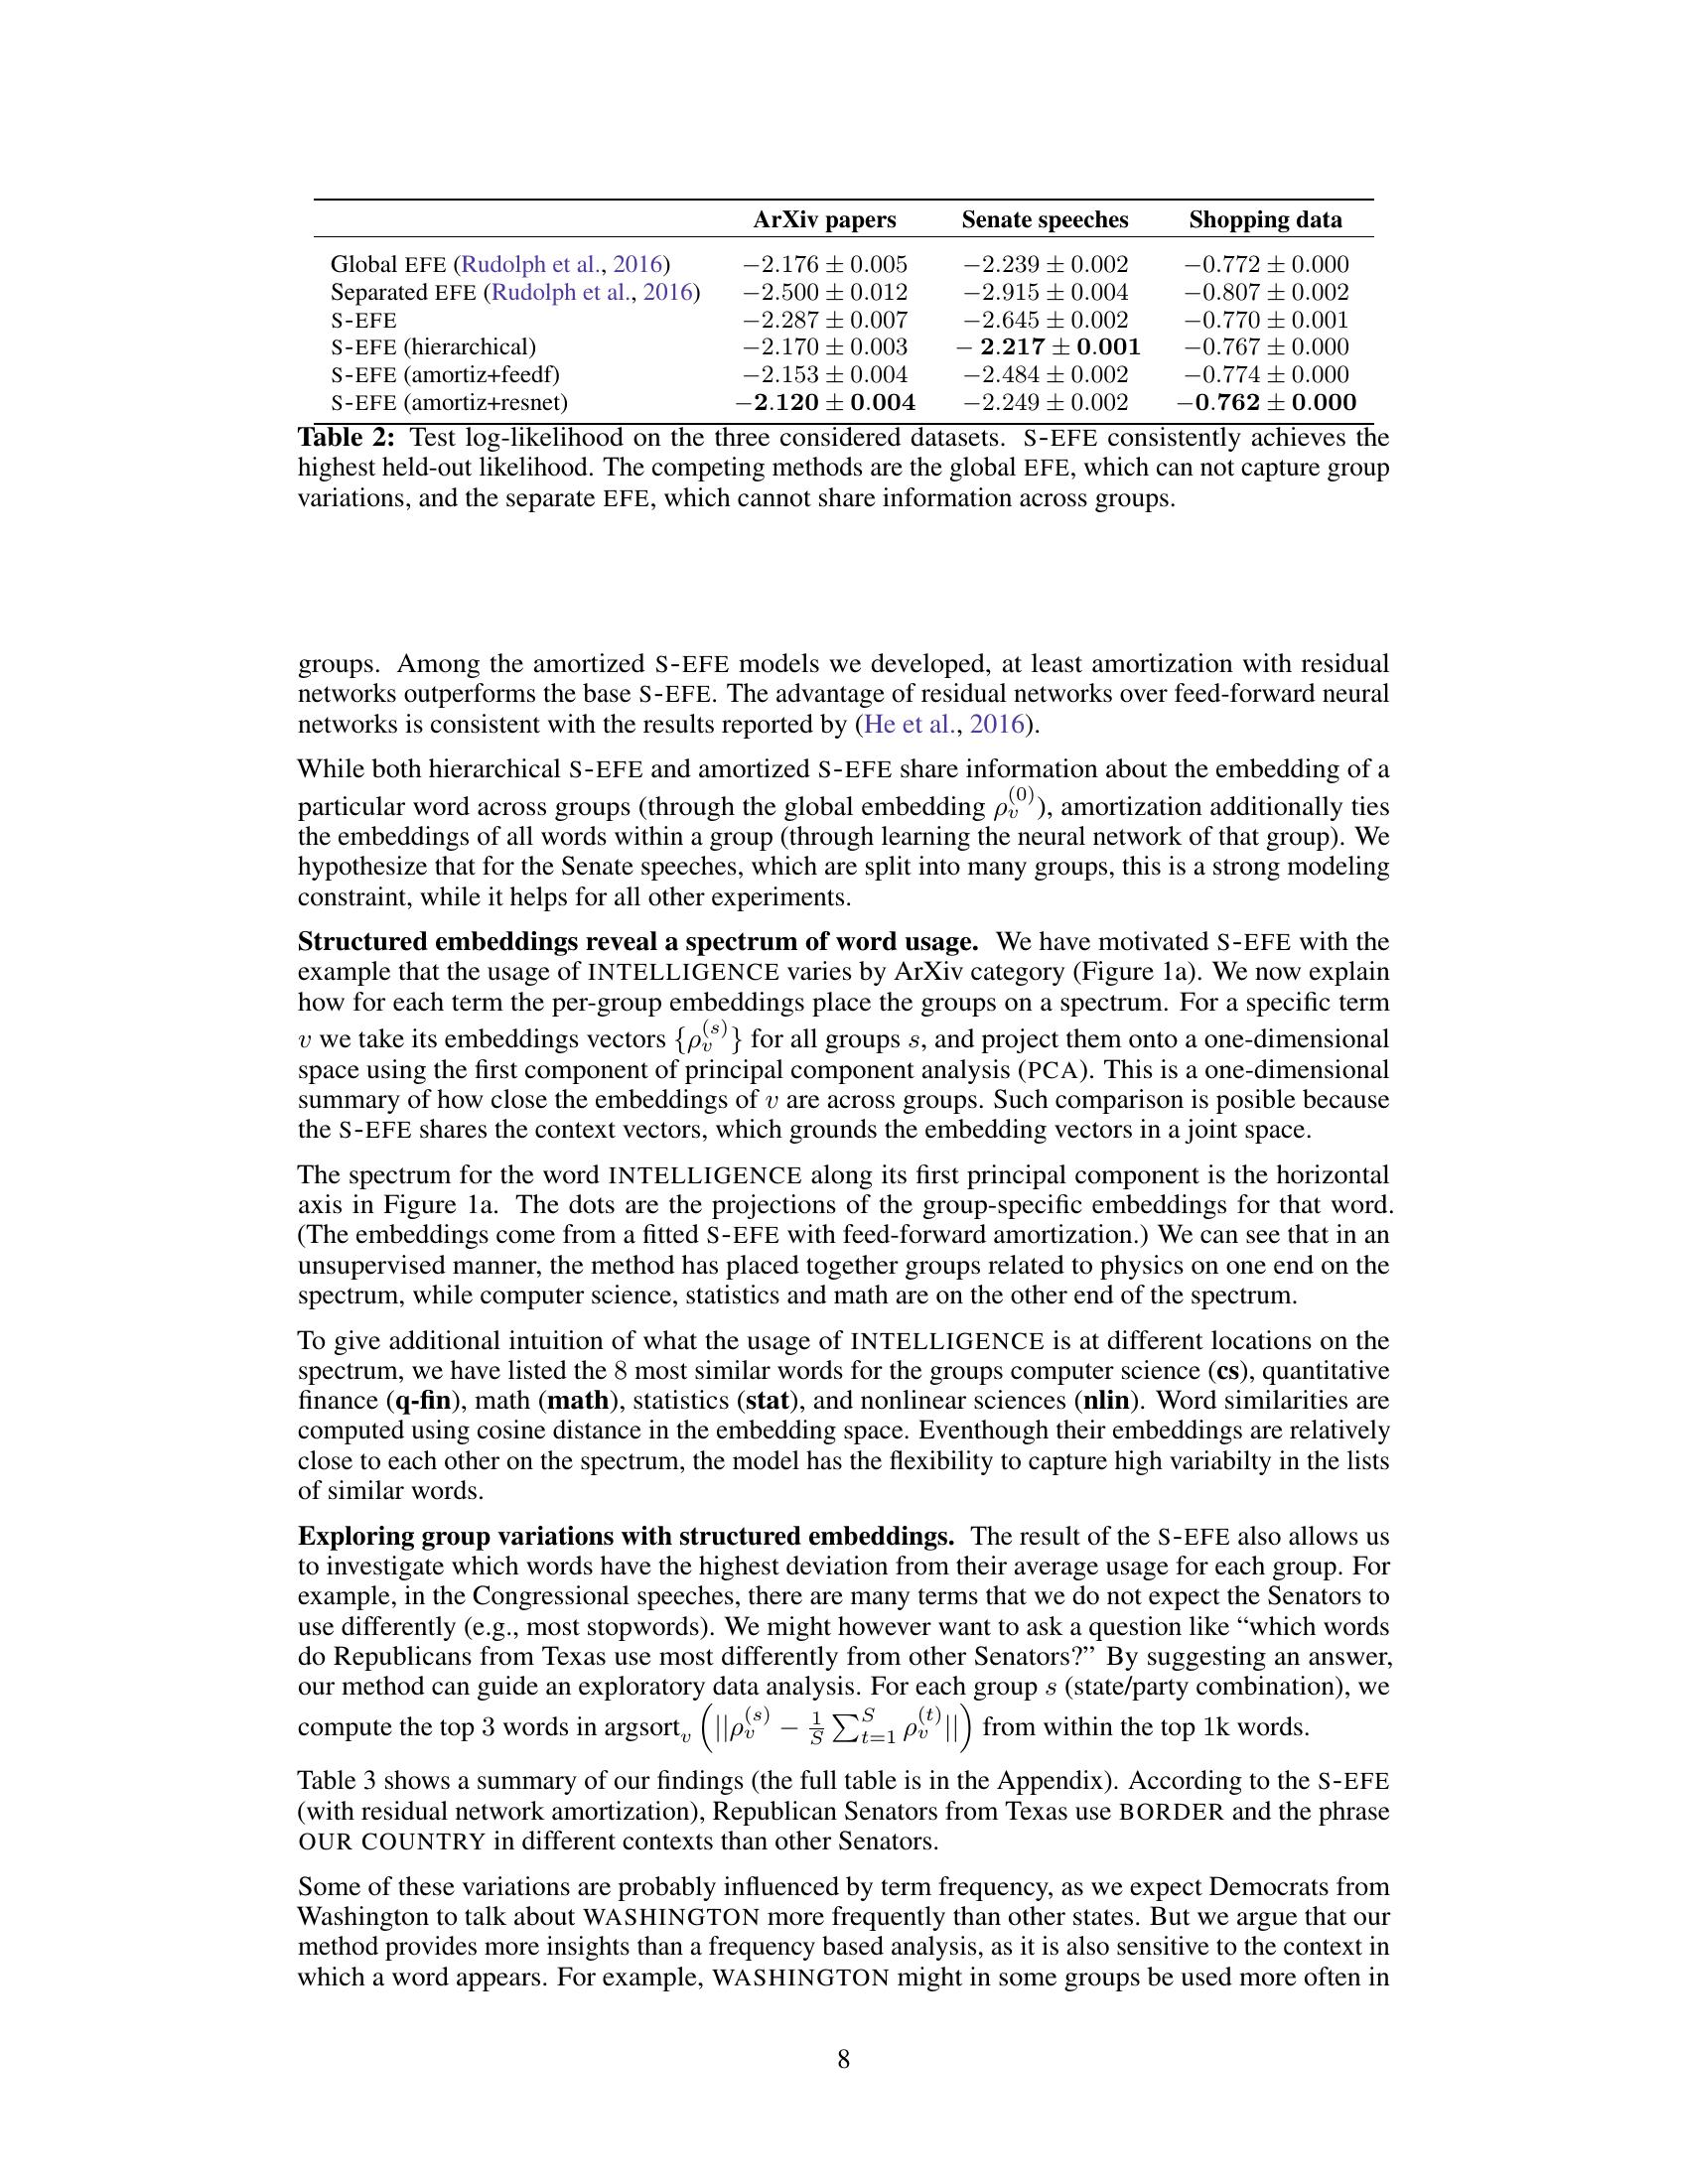 ArXiv papers Senate speeches Shopping data
Global EFE (Rudolph et al., 2016) −2.176 ± 0.005 −2.239 ± 0.002 −0.772 ± 0.000
Separated EFE (Rudolph et al., 2016) −2.500 ± 0.012 −2.915 ± 0.004 −0.807 ± 0.002
S-EFE −2.287 ± 0.007 −2.645 ± 0.002 −0.770 ± 0.001
S-EFE (hierarchical) −2.170 ± 0.003 − 2.217 ± 0.001 −0.767 ± 0.000
S-EFE (amortiz+feedf) −2.153 ± 0.004 −2.484 ± 0.002 −0.774 ± 0.000
S-EFE (amortiz+resnet) −2.120 ± 0.004 −2.249 ± 0.002 −0.762 ± 0.000
Table 2: Test log-likelihood on the three considered datasets. S-EFE consistently achieves the
highest held-out likelihood. The competing methods are the global EFE, which can not capture group
variations, and the separate EFE, which cannot share information across groups.
groups. Among the amortized S-EFE models we developed, at least amortization with residual
networks outperforms the base S-EFE. The advantage of residual networks over feed-forward neural
networks is consistent with the results reported by (He et al., 2016).
While both hierarchical S-EFE and amortized S-EFE share information about the embedding of a
particular word across groups (through the global embedding ρ_v^(0)), amortization additionally ties
the embeddings of all words within a group (through learning the neural network of that group). We
hypothesize that for the Senate speeches, which are split into many groups, this is a strong modeling
constraint, while it helps for all other experiments.
Structured embeddings reveal a spectrum of word usage. We have motivated S-EFE with the
example that the usage of INTELLIGENCE varies by ArXiv category (Figure 1a). We now explain
how for each term the per-group embeddings place the groups on a spectrum. For a specific term
v we take its embeddings vectors {ρ_v^(s)} for all groups s, and project them onto a one-dimensional
space using the first component of principal component analysis (PCA). This is a one-dimensional
summary of how close the embeddings of v are across groups. Such comparison is posible because
the S-EFE shares the context vectors, which grounds the embedding vectors in a joint space.
The spectrum for the word INTELLIGENCE along its first principal component is the horizontal
axis in Figure 1a. The dots are the projections of the group-specific embeddings for that word.
(The embeddings come from a fitted S-EFE with feed-forward amortization.) We can see that in an
unsupervised manner, the method has placed together groups related to physics on one end on the
spectrum, while computer science, statistics and math are on the other end of the spectrum.
To give additional intuition of what the usage of INTELLIGENCE is at different locations on the
spectrum, we have listed the 8 most similar words for the groups computer science (cs), quantitative
finance (q-fin), math (math), statistics (stat), and nonlinear sciences (nlin). Word similarities are
computed using cosine distance in the embedding space. Eventhough their embeddings are relatively
close to each other on the spectrum, the model has the flexibility to capture high variabilty in the lists
of similar words.
Exploring group variations with structured embeddings. The result of the S-EFE also allows us
to investigate which words have the highest deviation from their average usage for each group. For
example, in the Congressional speeches, there are many terms that we do not expect the Senators to
use differently (e.g., most stopwords). We might however want to ask a question like “which words
do Republicans from Texas use most differently from other Senators?” By suggesting an answer,
our method can guide an exploratory data analysis. For each group s (state/party combination), we
compute the top 3 words in argsort_v (||ρ_v^(s) − 1/S ∑_{t=1}^S ρ_v^(t)||) from within the top 1k words.
Table 3 shows a summary of our findings (the full table is in the Appendix). According to the S-EFE
(with residual network amortization), Republican Senators from Texas use BORDER and the phrase
OUR COUNTRY in different contexts than other Senators.
Some of these variations are probably influenced by term frequency, as we expect Democrats from
Washington to talk about WASHINGTON more frequently than other states. But we argue that our
method provides more insights than a frequency based analysis, as it is also sensitive to the context in
which a word appears. For example, WASHINGTON might in some groups be used more often in
8